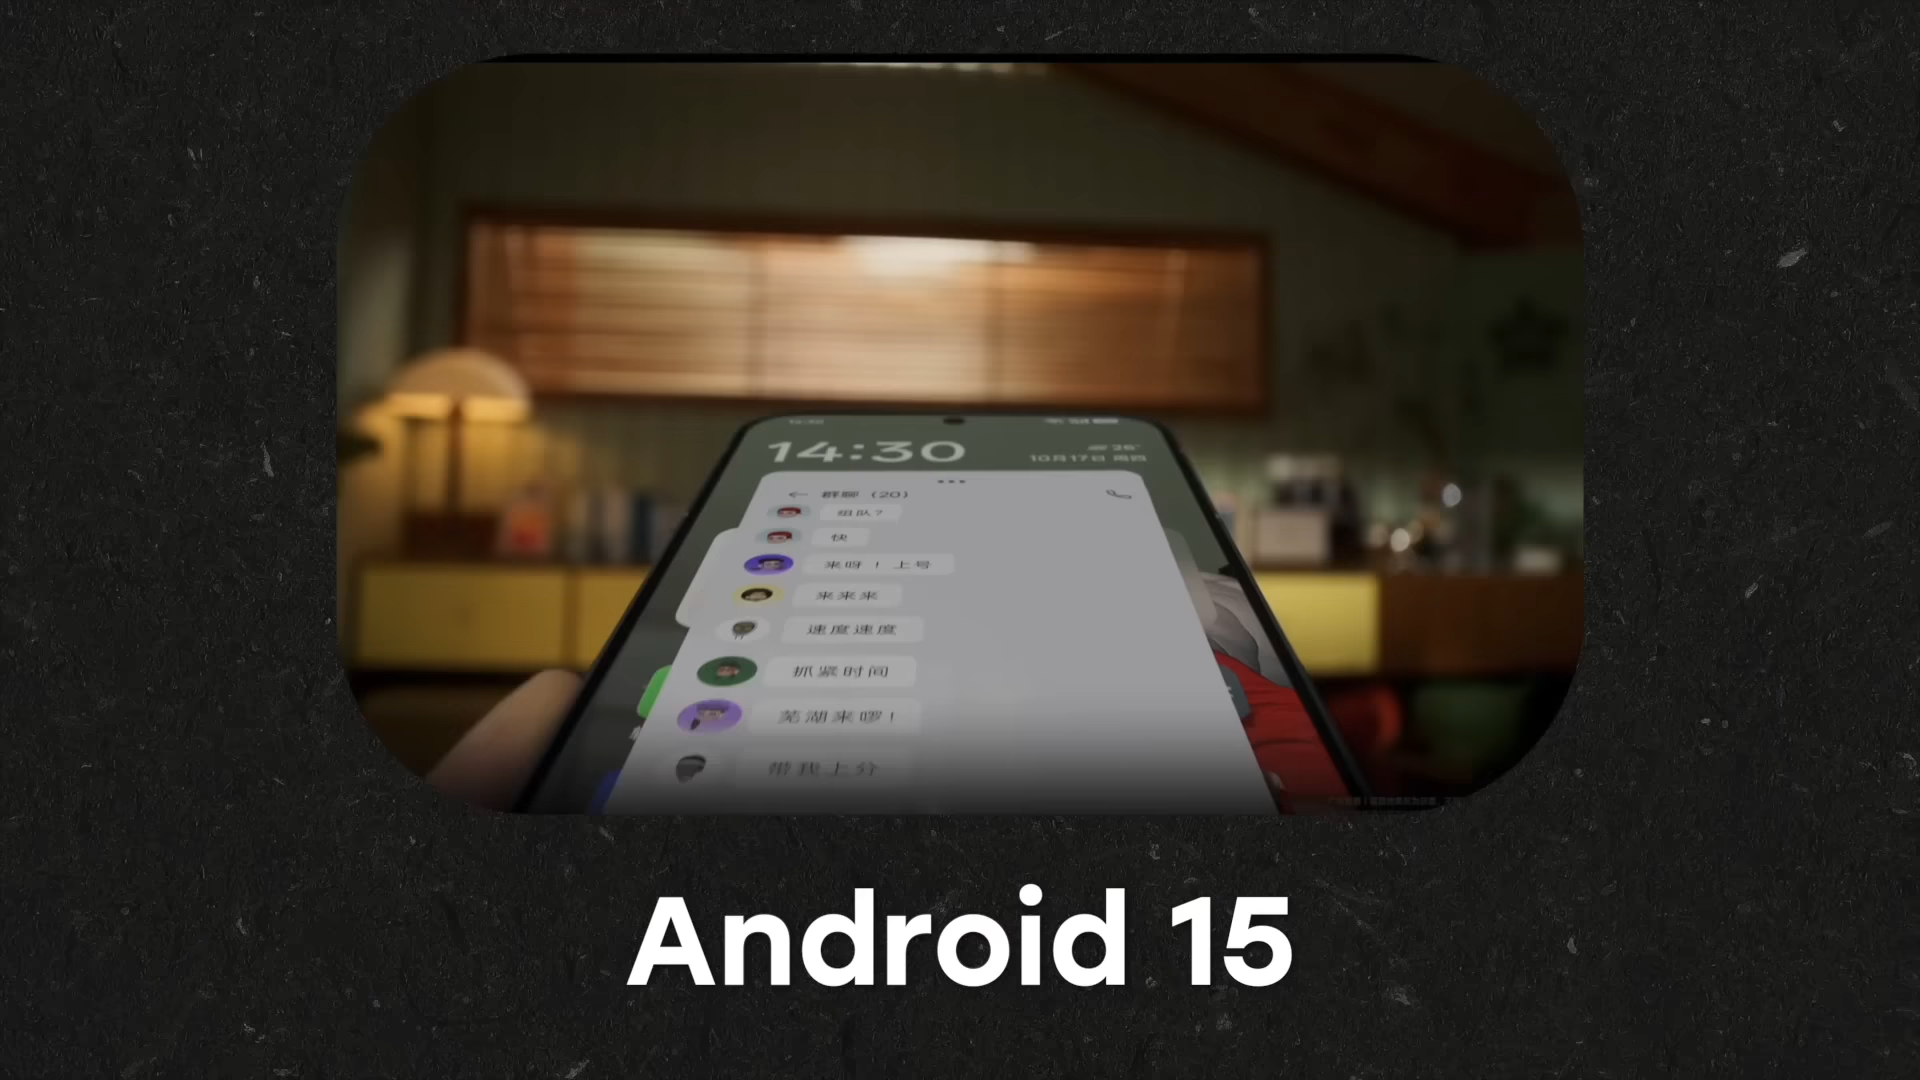 14:30
26°
10月17日 周四
群聊（20）
组队？
快
来呀！上号
来来来
速度速度
抓紧时间
芜湖来啰！
带我上分
Android 15